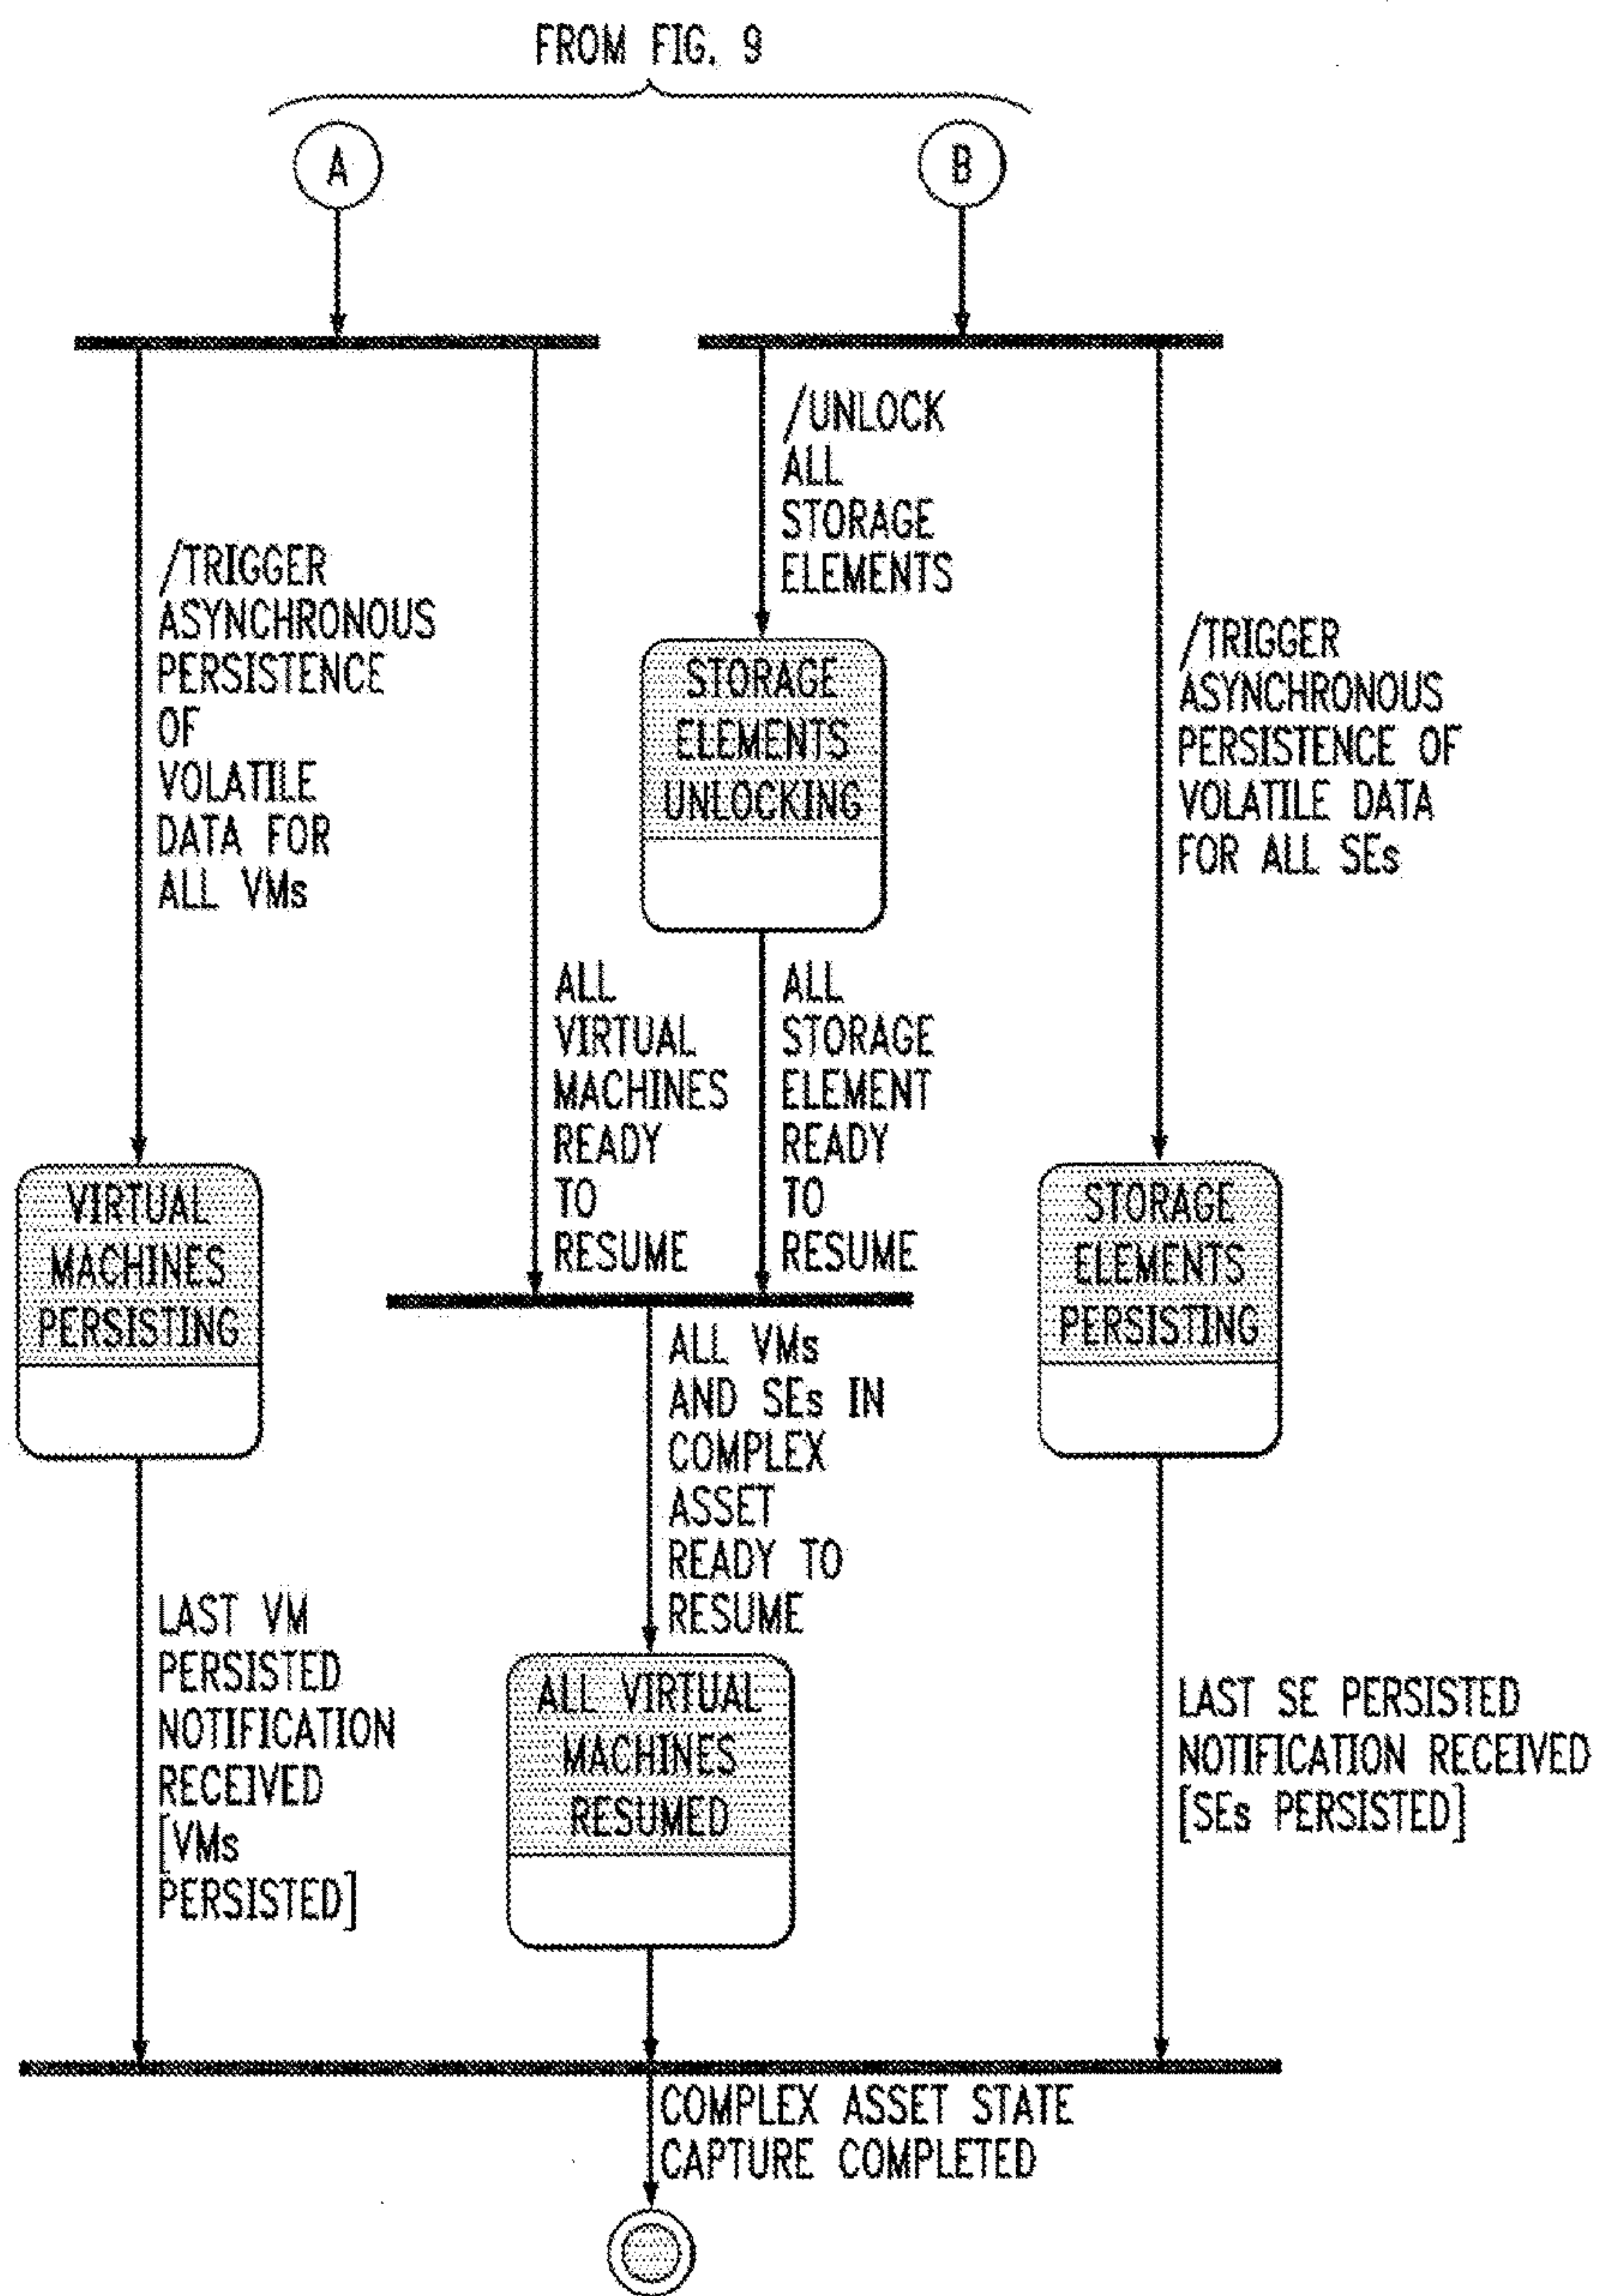 FROM FIG. 9
A
B
/UNLOCK
ALL
STORAGE
ELEMENTS
/TRIGGER
ASYNCHRONOUS
PERSISTENCE
OF
VOLATILE
DATA FOR
ALL VMs
STORAGE
ELEMENTS
UNLOCKING
/TRIGGER
ASYNCHRONOUS
PERSISTENCE OF
VOLATILE DATA
FOR ALL SEs
ALL
VIRTUAL
MACHINES
READY
TO
RESUME
ALL
STORAGE
ELEMENT
READY
TO
RESUME
VIRTUAL
MACHINES
PERSISTING
STORAGE
ELEMENTS
PERSISTING
ALL VMs
AND SEs IN
COMPLEX
ASSET
READY TO
RESUME
LAST VM
PERSISTED
NOTIFICATION
RECEIVED
[VMs
PERSISTED]
ALL VIRTUAL
MACHINES
RESUMED
LAST SE PERSISTED
NOTIFICATION RECEIVED
[SEs PERSISTED]
COMPLEX ASSET STATE
CAPTURE COMPLETED